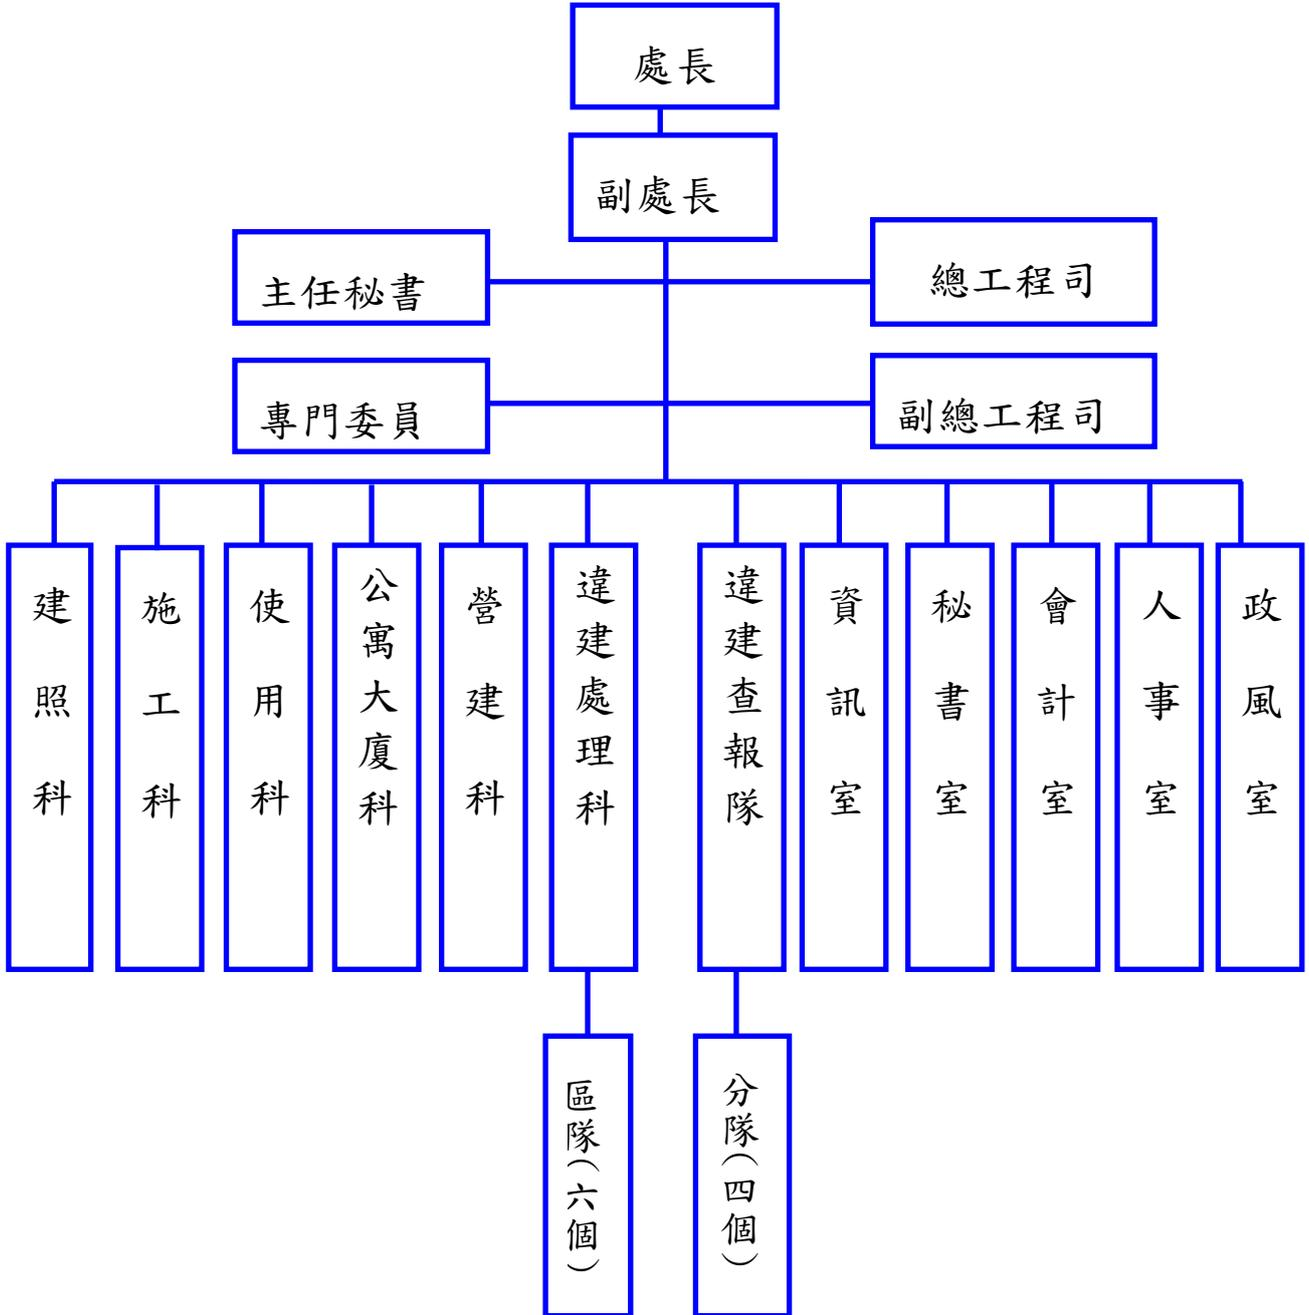 處長
副處長
主任秘書
總工程司
專門委員
副總工程司
建照科
施工科
使用科
公寓大廈科
營建科
違建處理科
違建查報隊
資訊室
秘書室
會計室
人事室
政風室
區隊(六個)
分隊(四個)